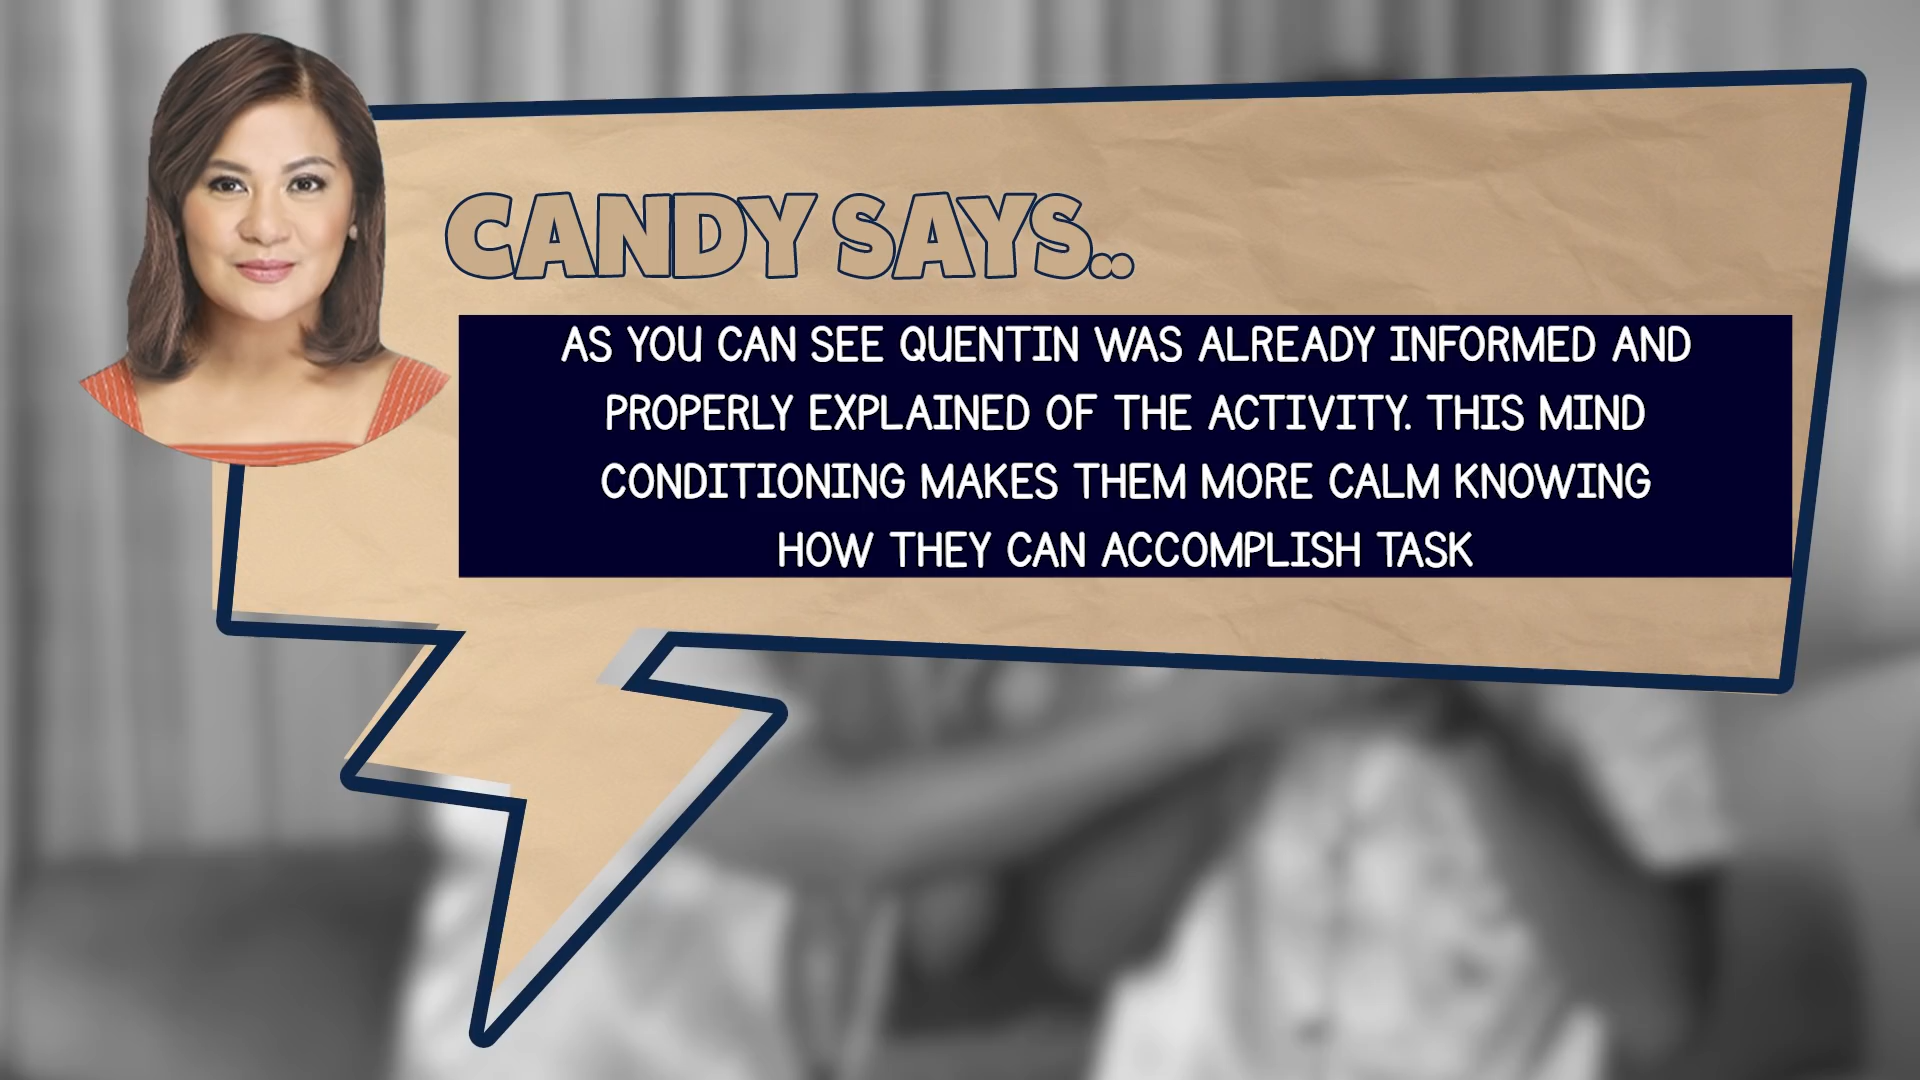 CANDY SAYS..
AS YOU CAN SEE QUENTIN WAS ALREADY INFORMED AND
PROPERLY EXPLAINED OF THE ACTIVITY. THIS MIND
CONDITIONING MAKES THEM MORE CALM KNOWING
HOW THEY CAN ACCOMPLISH TASK